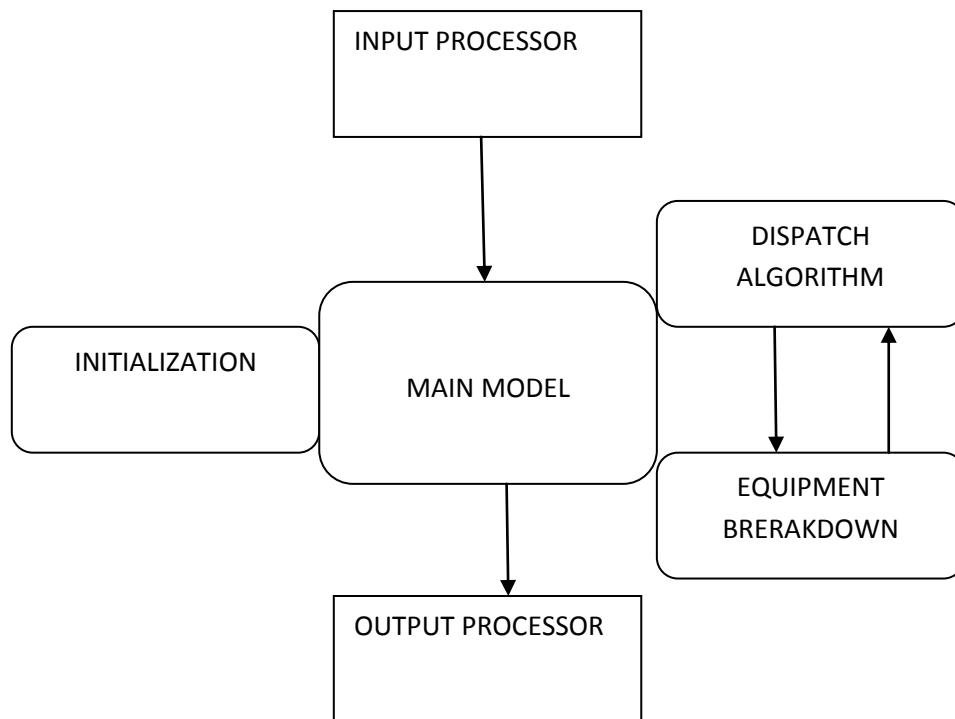 INPUT PROCESSOR
DISPATCH
ALGORITHM
INITIALIZATION
MAIN MODEL
EQUIPMENT
BRERAKDOWN
OUTPUT PROCESSOR